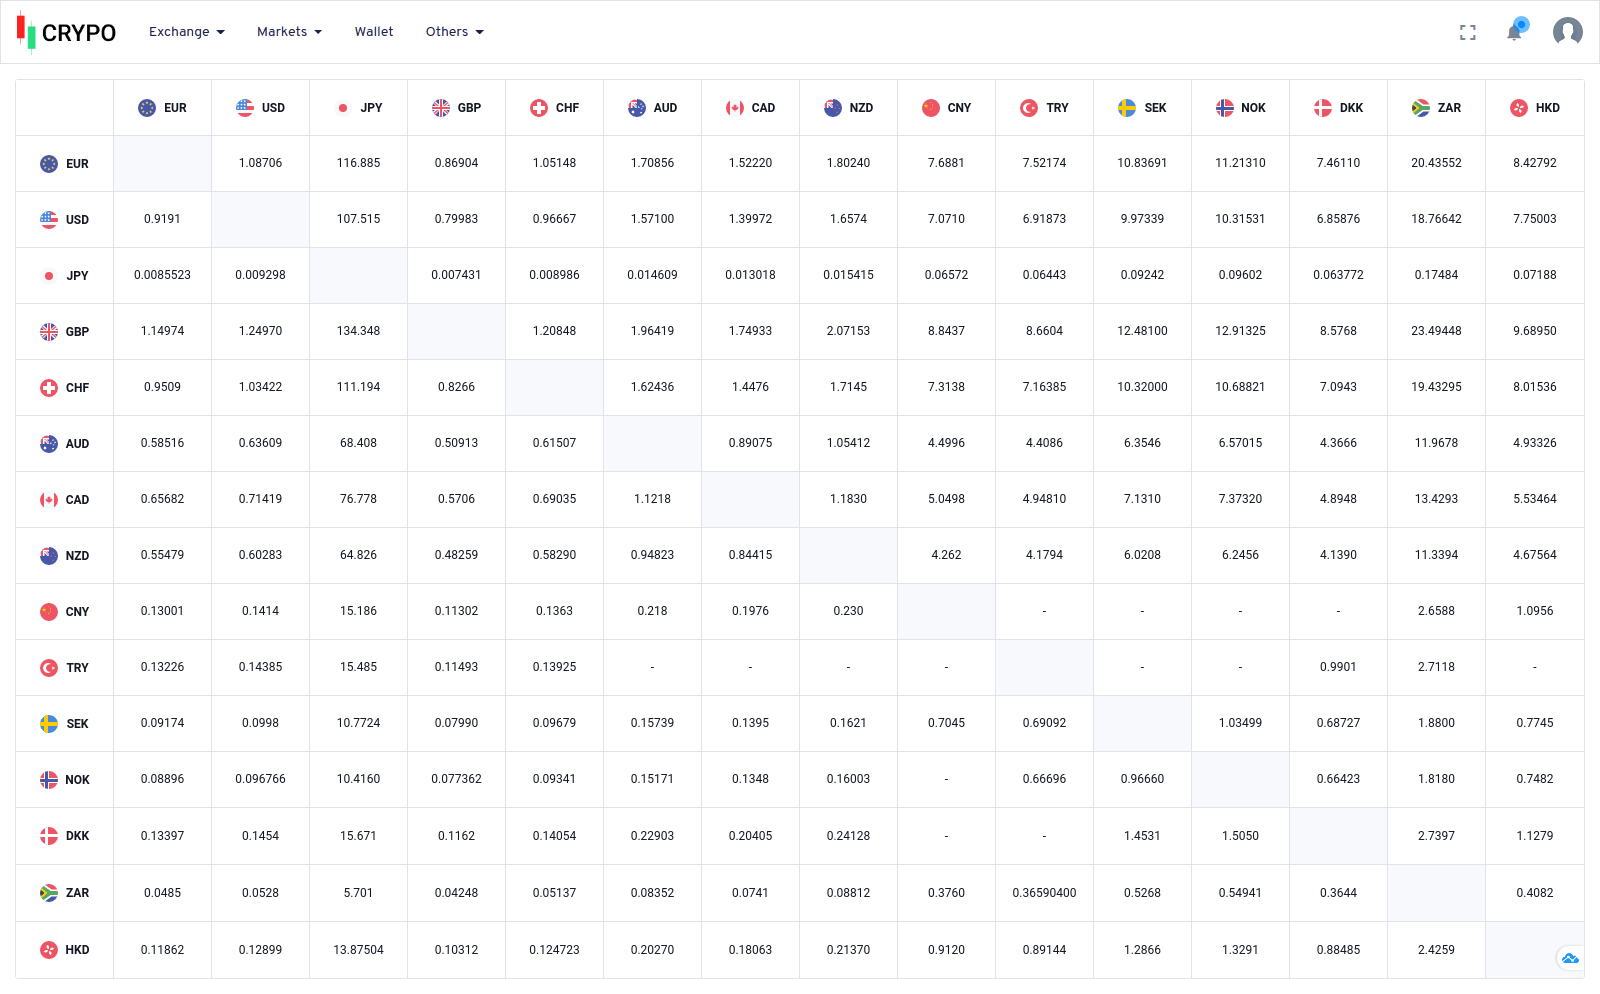 CRYPO Exchange Markets Wallet Others
EUR USD JPY GBP CHF AUD CAD NZD CNY TRY SEK NOK DKK ZAR HKD
EUR 1.08706 116.885 0.86904 1.05148 1.70856 1.52220 1.80240 7.6881 7.52174 10.83691 11.21310 7.46110 20.43552 8.42792
USD 0.9191 107.515 0.79983 0.96667 1.57100 1.39972 1.6574 7.0710 6.91873 9.97339 10.31531 6.85876 18.76642 7.75003
JPY 0.0085523 0.009298 0.007431 0.008986 0.014609 0.013018 0.015415 0.06572 0.06443 0.09242 0.09602 0.063772 0.17484 0.07188
GBP 1.14974 1.24970 134.348 1.20848 1.96419 1.74933 2.07153 8.8437 8.6604 12.48100 12.91325 8.5768 23.49448 9.68950
CHF 0.9509 1.03422 111.194 0.8266 1.62436 1.4476 1.7145 7.3138 7.16385 10.32000 10.68821 7.0943 19.43295 8.01536
AUD 0.58516 0.63609 68.408 0.50913 0.61507 0.89075 1.05412 4.4996 4.4086 6.3546 6.57015 4.3666 11.9678 4.93326
CAD 0.65682 0.71419 76.778 0.5706 0.69035 1.1218 1.1830 5.0498 4.94810 7.1310 7.37320 4.8948 13.4293 5.53464
NZD 0.55479 0.60283 64.826 0.48259 0.58290 0.94823 0.84415 4.262 4.1794 6.0208 6.2456 4.1390 11.3394 4.67564
CNY 0.13001 0.1414 15.186 0.11302 0.1363 0.218 0.1976 0.230 - - - - 2.6588 1.0956
TRY 0.13226 0.14385 15.485 0.11493 0.13925 - - - - - - 0.9901 2.7118 -
SEK 0.09174 0.0998 10.7724 0.07990 0.09679 0.15739 0.1395 0.1621 0.7045 0.69092 1.03499 0.68727 1.8800 0.7745
NOK 0.08896 0.096766 10.4160 0.077362 0.09341 0.15171 0.1348 0.16003 - 0.66696 0.96660 0.66423 1.8180 0.7482
DKK 0.13397 0.1454 15.671 0.1162 0.14054 0.22903 0.20405 0.24128 - - 1.4531 1.5050 2.7397 1.1279
ZAR 0.0485 0.0528 5.701 0.04248 0.05137 0.08352 0.0741 0.08812 0.3760 0.36590400 0.5268 0.54941 0.3644 0.4082
HKD 0.11862 0.12899 13.87504 0.10312 0.124723 0.20270 0.18063 0.21370 0.9120 0.89144 1.2866 1.3291 0.88485 2.4259